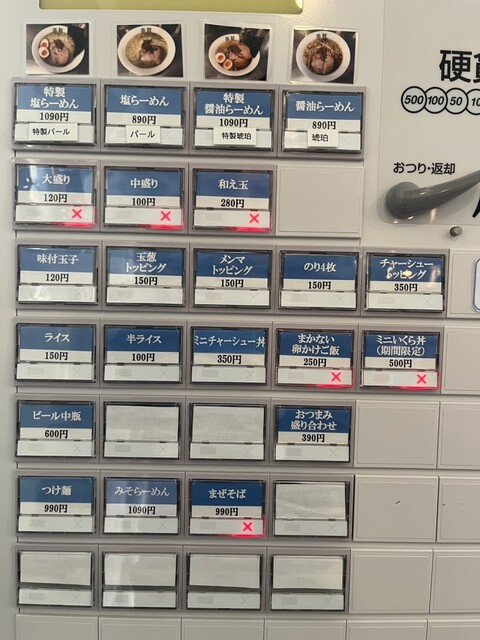 硬貨
500 100 50 10
おつり・返却
特製
塩らーめん
1090円
特製パール
塩らーめん
890円
パール
特製
醤油らーめん
1090円
特製琥珀
醤油らーめん
890円
琥珀
大盛り
120円
×
中盛り
100円
×
和え玉
280円
×
味付玉子
120円
玉葱
トッピング
150円
メンマ
トッピング
150円
のり4枚
150円
チャーシュー
トッピング
350円
ライス
150円
半ライス
100円
ミニチャーシュー丼
350円
まかない
卵かけご飯
250円
×
ミニいくら丼
(期間限定)
500円
×
ビール中瓶
600円
おつまみ
盛り合わせ
390円
つけ麺
990円
みそらーめん
1090円
まぜそば
990円
×